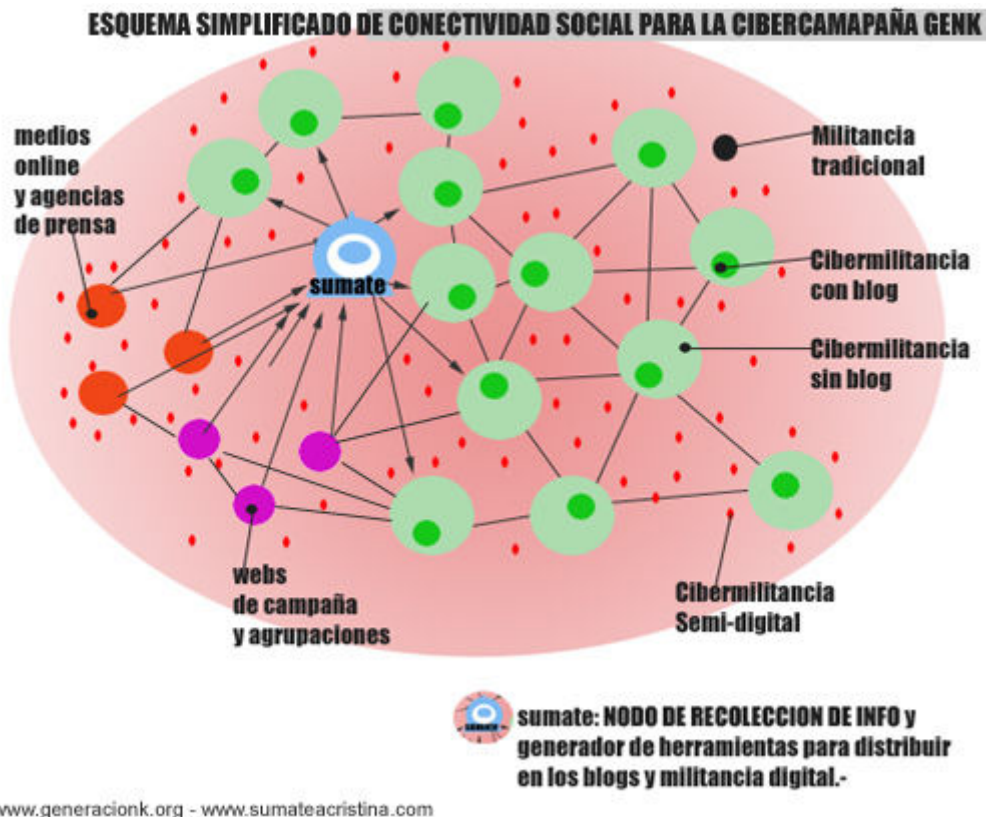 ESQUEMA SIMPLIFICADO DE CONECTIVIDAD SOCIAL PARA LA CIBERCAMAPAÑA GENK
medios
online
y agencias
de prensa
Militancia
tradicional
sumate
Cibermilitancia
con blog
Cibermilitancia
sin blog
webs
de campaña
y agrupaciones
Cibermilitancia
Semi-digital
sumate: NODO DE RECOLECCION DE INFO y
generador de herramientas para distribuir
en los blogs y militancia digital.-
www.generacionk.org - www.sumateacristina.com